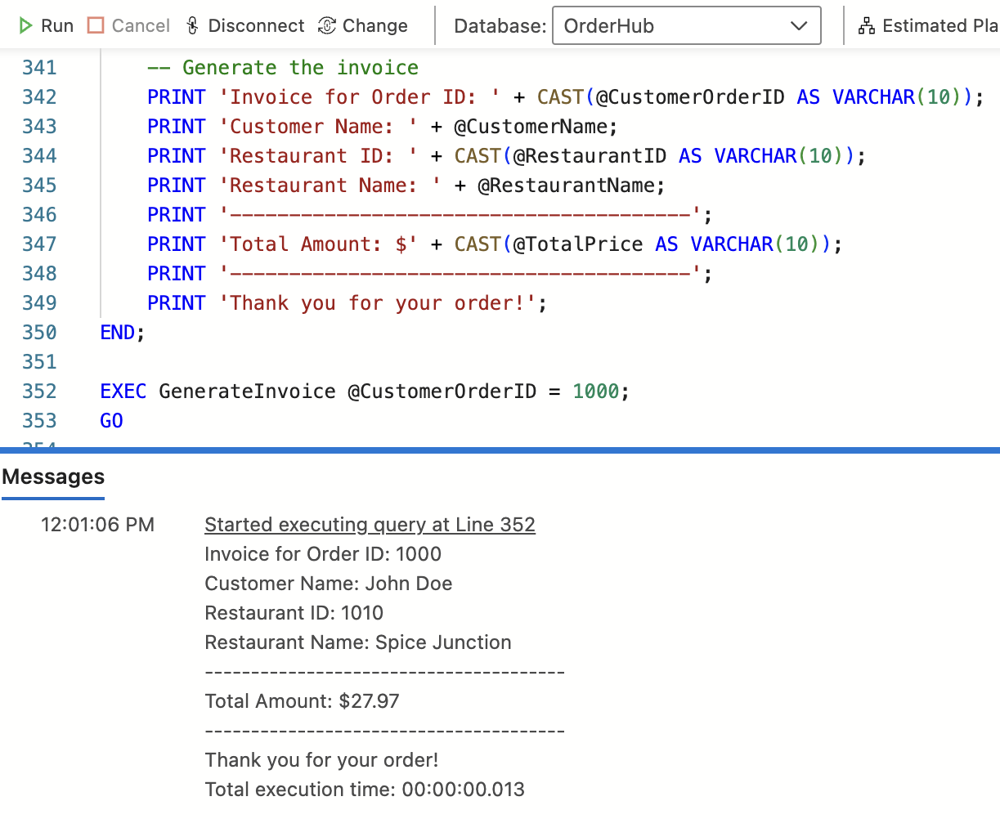 Run Cancel Disconnect Change Database: OrderHub Estimated Pla
341 -- Generate the invoice
342 PRINT 'Invoice for Order ID: ' + CAST(@CustomerOrderID AS VARCHAR(10));
343 PRINT 'Customer Name: ' + @CustomerName;
344 PRINT 'Restaurant ID: ' + CAST(@RestaurantID AS VARCHAR(10));
345 PRINT 'Restaurant Name: ' + @RestaurantName;
346 PRINT '---------------------------------------';
347 PRINT 'Total Amount: $' + CAST(@TotalPrice AS VARCHAR(10));
348 PRINT '---------------------------------------';
349 PRINT 'Thank you for your order!';
350 END;
351
352 EXEC GenerateInvoice @CustomerOrderID = 1000;
353 GO
354
Messages
12:01:06 PM Started executing query at Line 352
Invoice for Order ID: 1000
Customer Name: John Doe
Restaurant ID: 1010
Restaurant Name: Spice Junction
---------------------------------------
Total Amount: $27.97
---------------------------------------
Thank you for your order!
Total execution time: 00:00:00.013